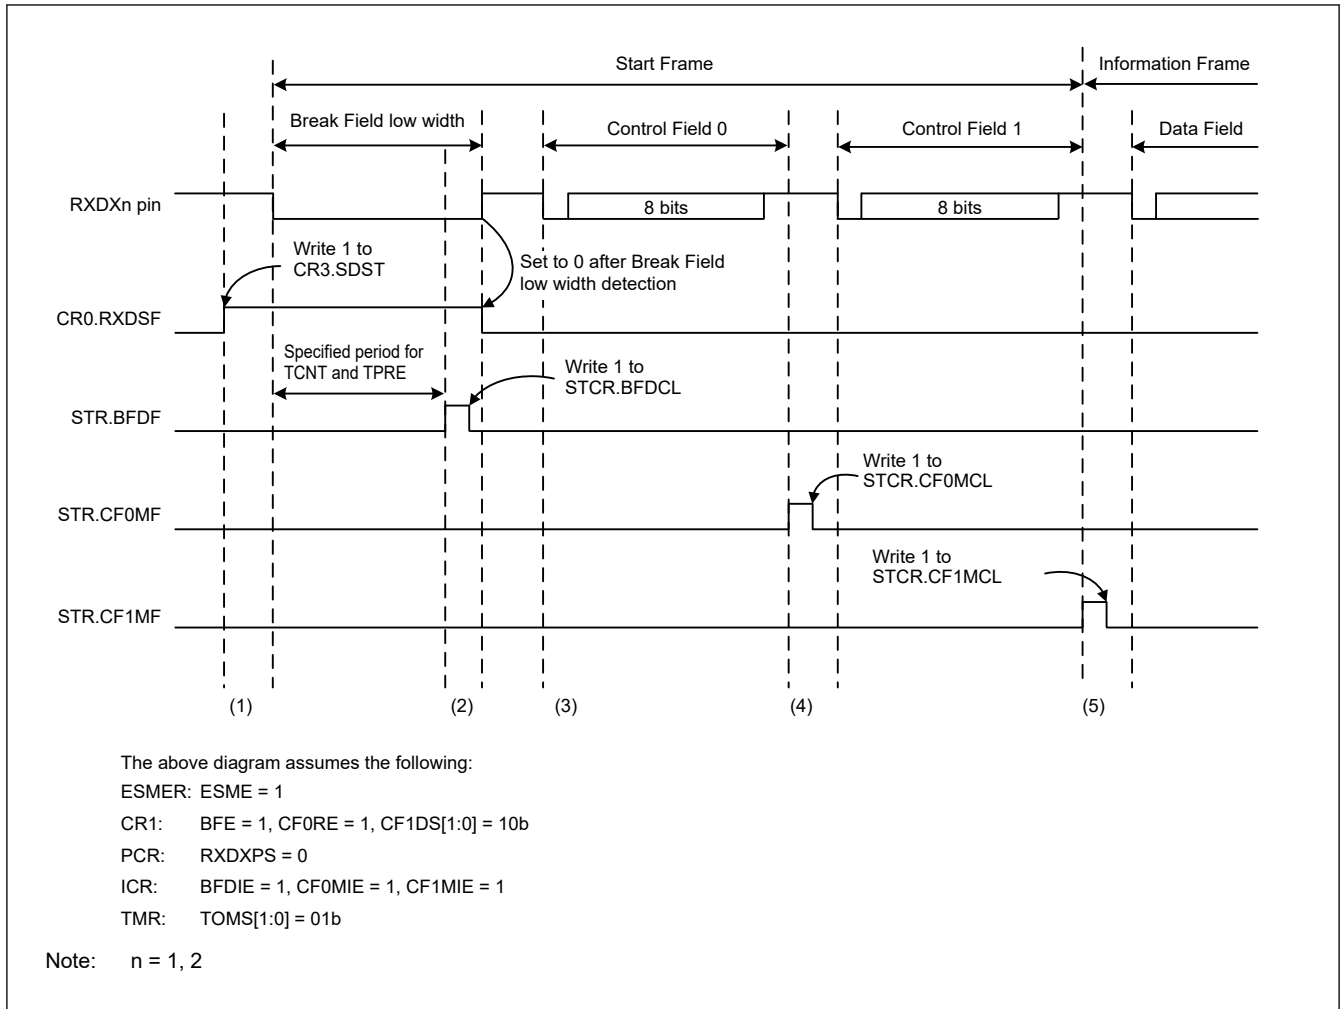 Start Frame
Information Frame
Break Field low width
Control Field 0
Control Field 1
Data Field
RXDXn pin
8 bits
8 bits
Write 1 to
CR3.SDST
Set to 0 after Break Field
low width detection
CR0.RXDSF
Specified period for
TCNT and TPRE
Write 1 to
STCR.BFDCL
STR.BFDF
Write 1 to
STCR.CF0MCL
STR.CF0MF
Write 1 to
STCR.CF1MCL
STR.CF1MF
(1)
(2)
(3)
(4)
(5)
The above diagram assumes the following:
ESMER: ESME = 1
CR1: BFE = 1, CF0RE = 1, CF1DS[1:0] = 10b
PCR: RXDXPS = 0
ICR: BFDIE = 1, CF0MIE = 1, CF1MIE = 1
TMR: TOMS[1:0] = 01b
Note: n = 1, 2